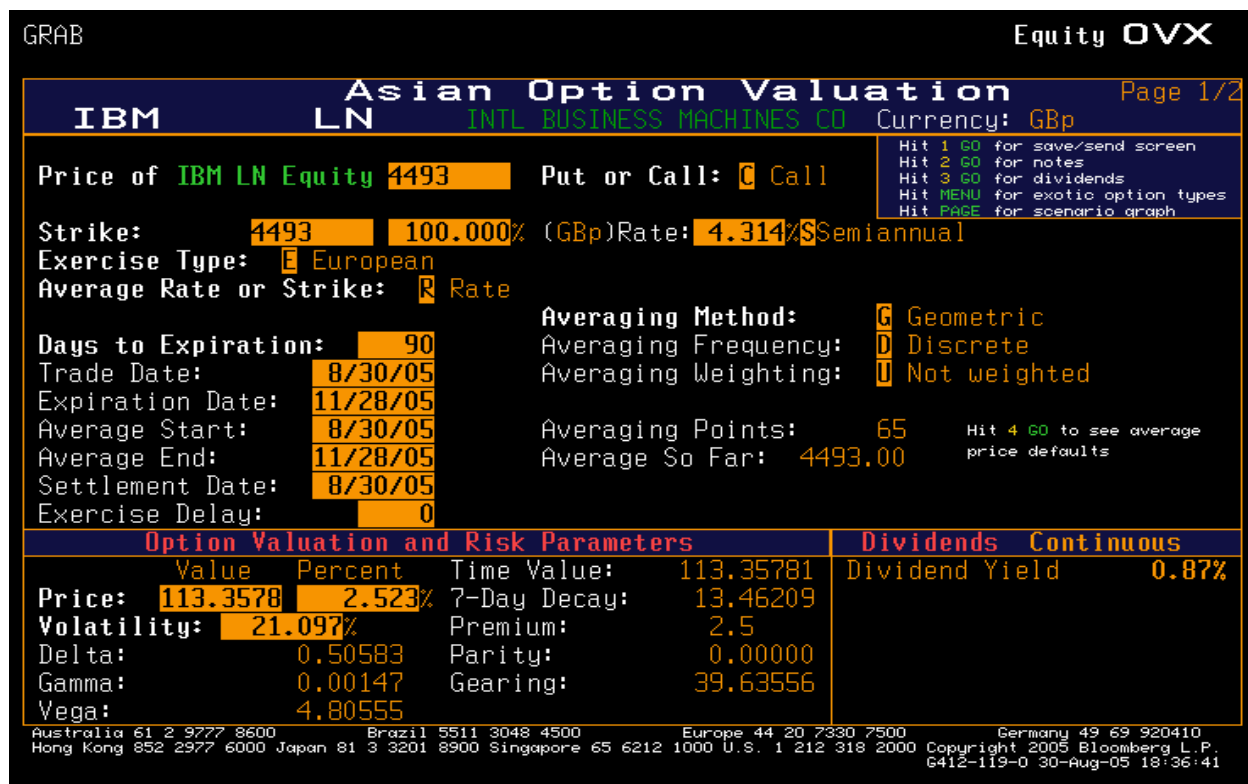 GRAB Equity OVX
Asian Option Valuation Page 1/2
IBM LN INTL BUSINESS MACHINES CO Currency: GBp
Hit 1 GO for save/send screen
Hit 2 GO for notes
Hit 3 GO for dividends
Hit MENU for exotic option types
Hit PAGE for scenario graph
Price of IBM LN Equity 4493 Put or Call: C Call
Strike: 4493 100.000% (GBp)Rate: 4.314%SSemiannual
Exercise Type: E European
Average Rate or Strike: R Rate
Averaging Method: G Geometric
Days to Expiration: 90 Averaging Frequency: D Discrete
Trade Date: 8/30/05 Averaging Weighting: U Not weighted
Expiration Date: 11/28/05
Average Start: 8/30/05 Averaging Points: 65 Hit 4 GO to see average
Average End: 11/28/05 Average So Far: 4493.00 price defaults
Settlement Date: 8/30/05
Exercise Delay: 0
Option Valuation and Risk Parameters Dividends Continuous
Value Percent Time Value: 113.35781 Dividend Yield 0.87%
Price: 113.3578 2.523% 7-Day Decay: 13.46209
Volatility: 21.097% Premium: 2.5
Delta: 0.50583 Parity: 0.00000
Gamma: 0.00147 Gearing: 39.63556
Vega: 4.80555
Australia 61 2 9777 8600 Brazil 5511 3048 4500 Europe 44 20 7330 7500 Germany 49 69 920410
Hong Kong 852 2977 6000 Japan 81 3 3201 8900 Singapore 65 6212 1000 U.S. 1 212 318 2000 Copyright 2005 Bloomberg L.P.
G412-119-0 30-Aug-05 18:36:41